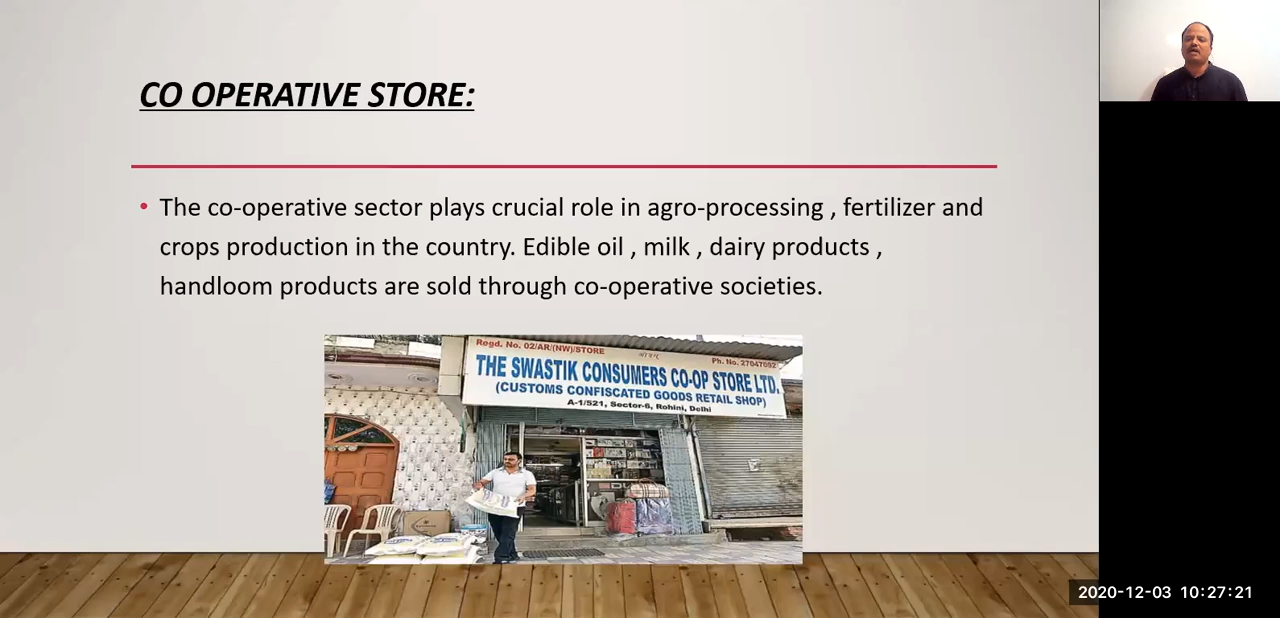 CO OPERATIVE STORE:
• The co-operative sector plays crucial role in agro-processing , fertilizer and
crops production in the country. Edible oil , milk , dairy products ,
handloom products are sold through co-operative societies.
Regd. No. 02/AR/(NW)/STORE
Ph. No. 27047092
THE SWASTIK CONSUMERS CO-OP STORE LTD.
(CUSTOMS CONFISCATED GOODS RETAIL SHOP)
A-1/521, Sector-6, Rohini, Delhi
2020-12-03 10:27:21